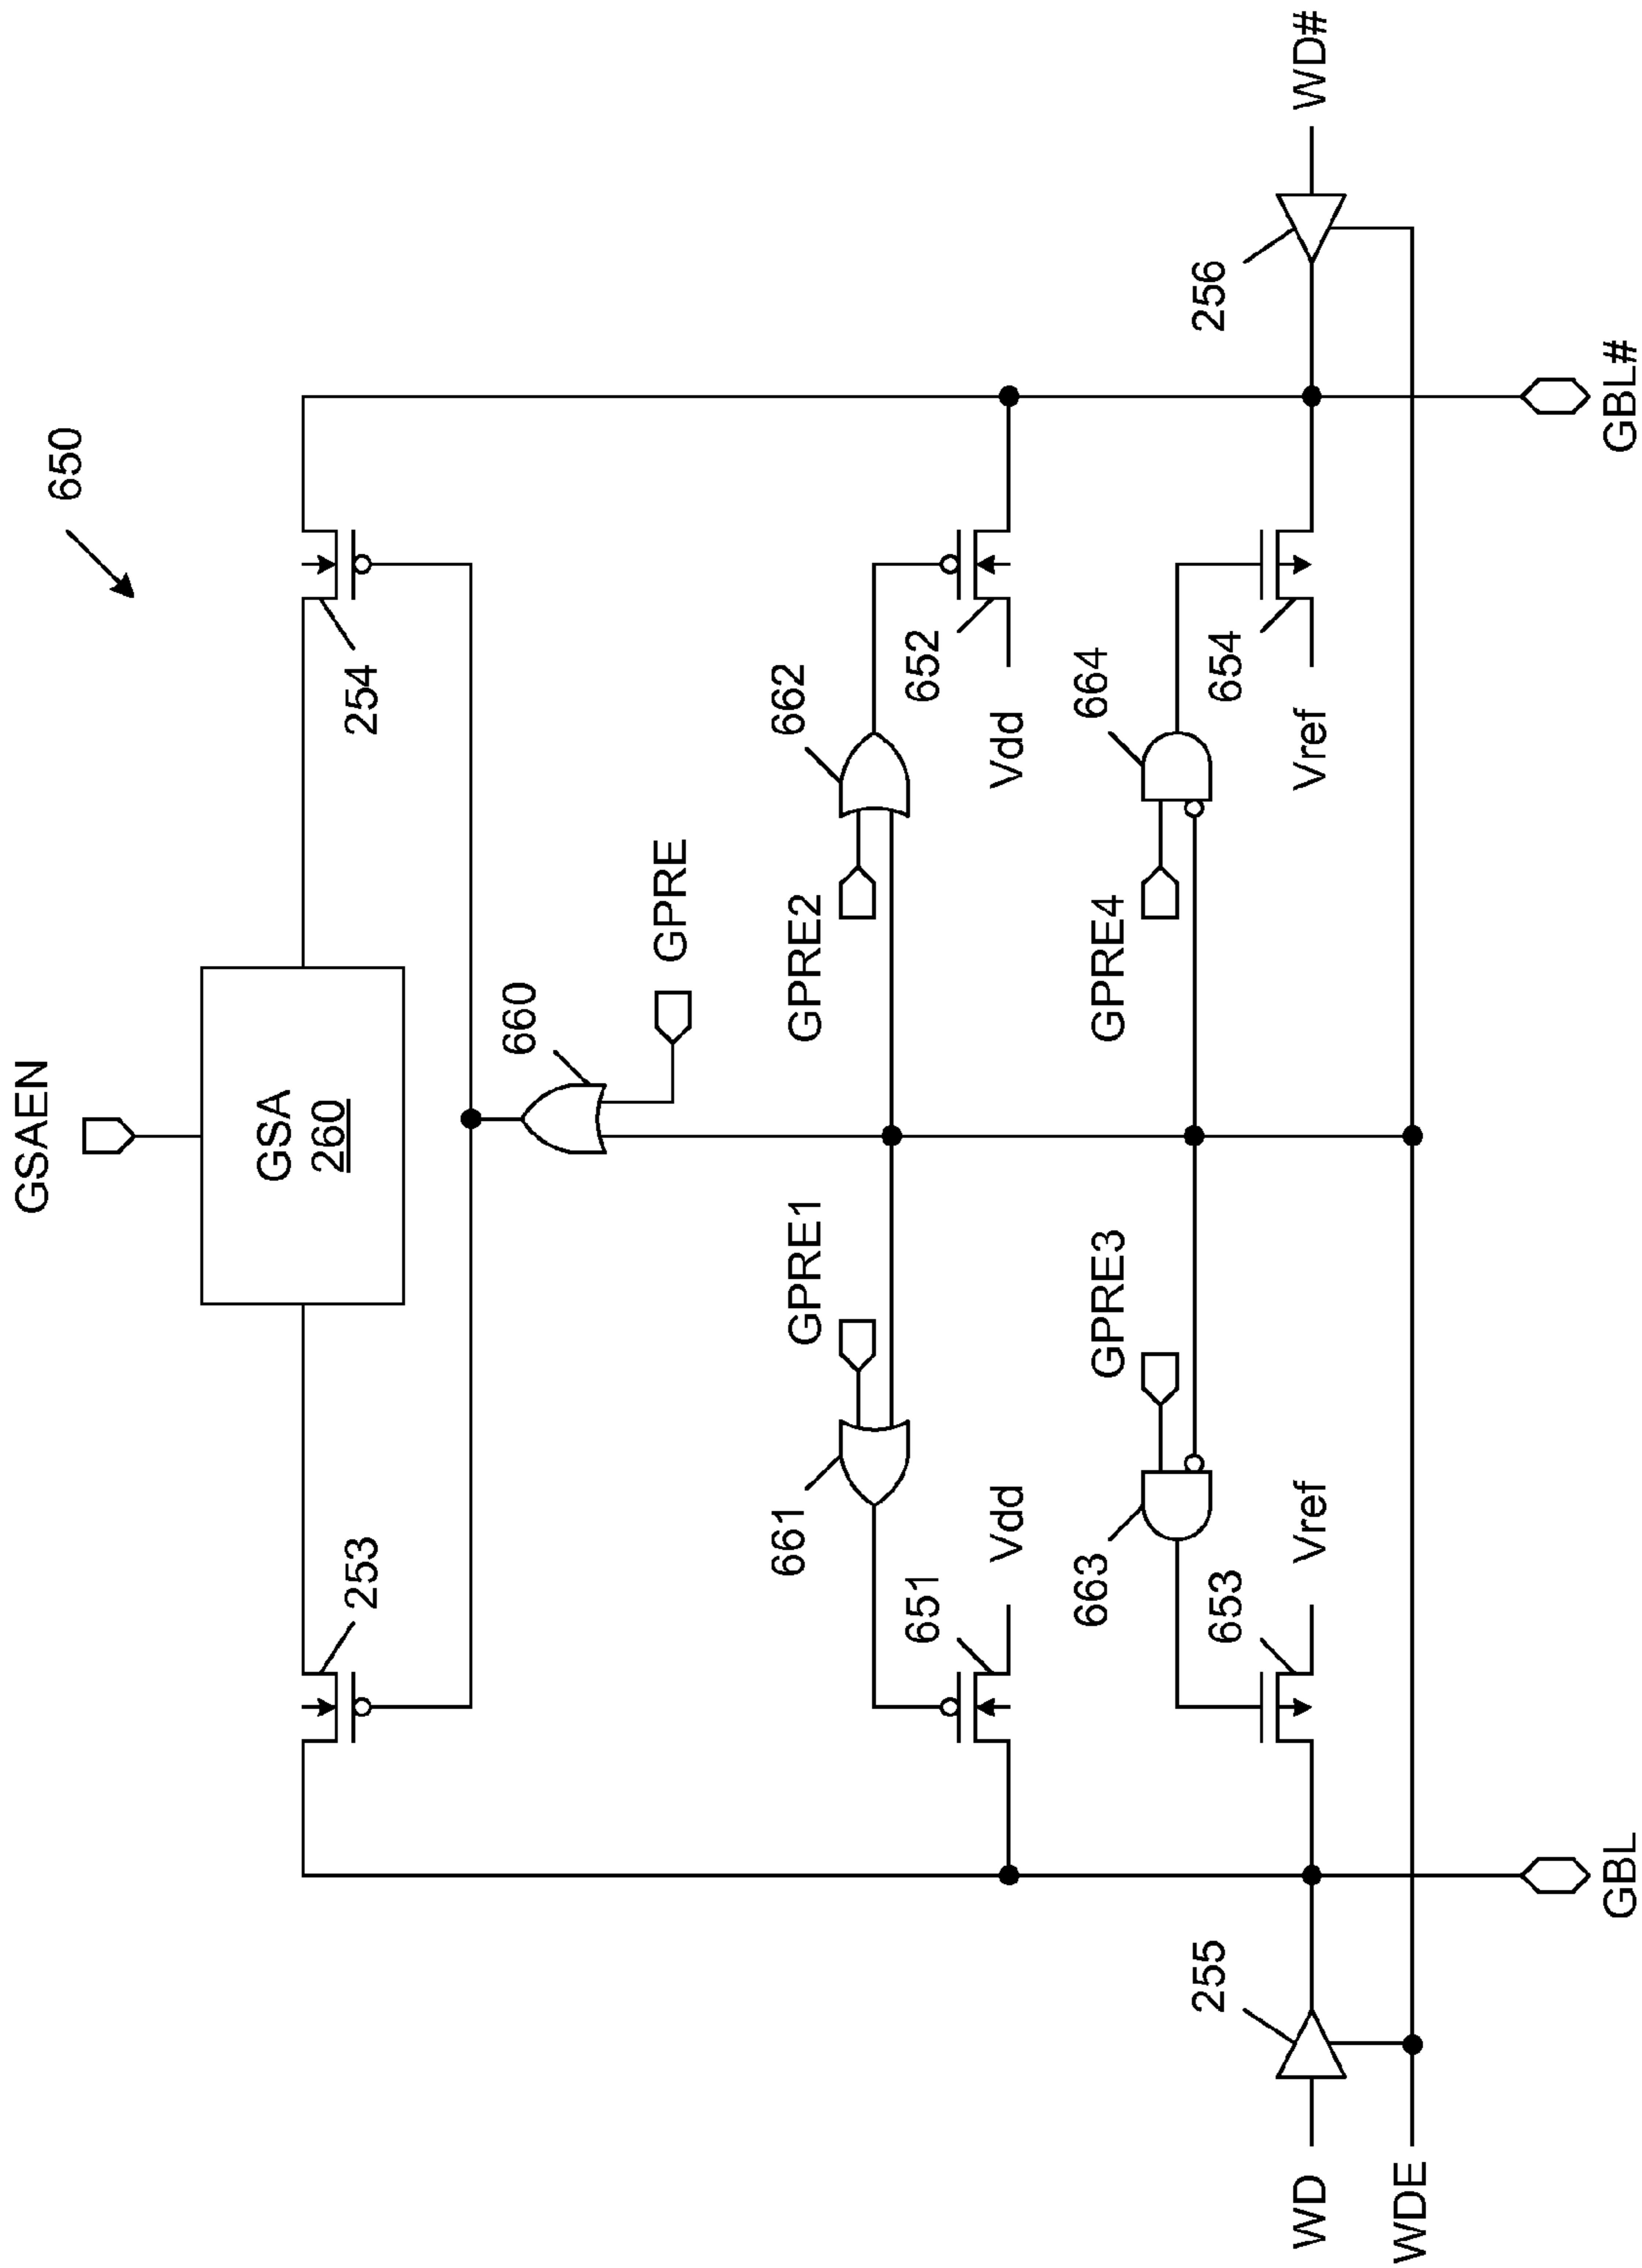 650
GSAEN
GSA
260
253
254
660
GPRE
GPRE1
GPRE2
661
662
651
652
Vdd
Vdd
GPRE3
GPRE4
663
664
653
654
Vref
Vref
255
256
WD
WD#
WDE
GBL
GBL#